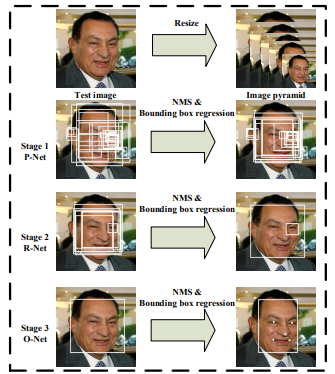 Resize
Test image
Image pyramid
NMS &
Bounding box regression
Stage 1
P-Net
NMS &
Bounding box regression
Stage 2
R-Net
NMS &
Bounding box regression
Stage 3
O-Net